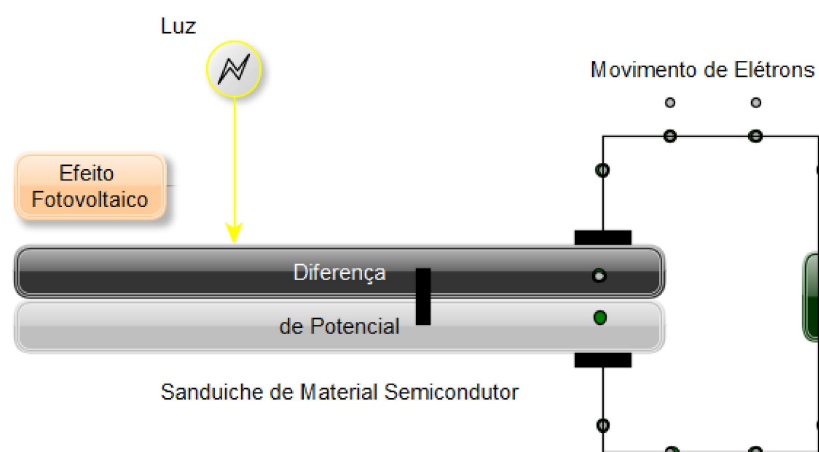 Luz
Movimento de Elétrons
Efeito
Fotovoltaico
Diferença
de Potencial
Sanduiche de Material Semicondutor